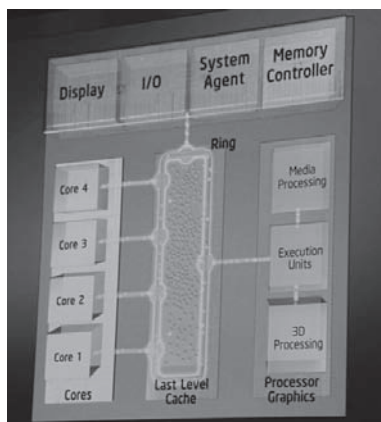 Display
I/O
System
Agent
Memory
Controller
Ring
Core 4
Core 3
Core 2
Core 1
Cores
Last Level
Cache
Media
Processing
Execution
Units
3D
Processing
Processor
Graphics